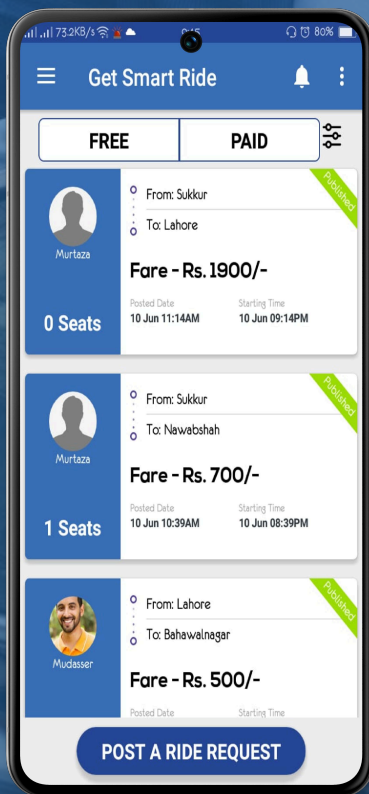 73.2KB/s
80%
Get Smart Ride
FREE
PAID
Published
From: Sukkur
To: Lahore
Murtaza
Fare - Rs. 1900/-
Posted Date
Starting Time
10 Jun 11:14AM
10 Jun 09:14PM
0 Seats
Published
From: Sukkur
To: Nawabshah
Murtaza
Fare - Rs. 700/-
Posted Date
Starting Time
10 Jun 10:39AM
10 Jun 08:39PM
1 Seats
Published
From: Lahore
To: Bahawalnagar
Mudasser
Fare - Rs. 500/-
Posted Date
Starting Time
POST A RIDE REQUEST